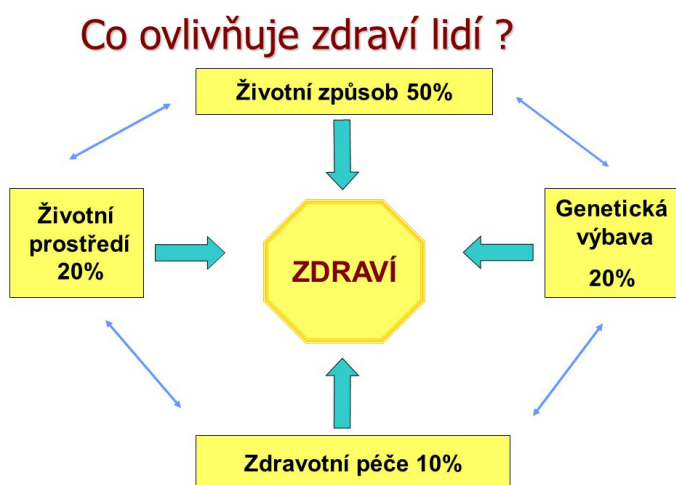 Co ovlivňuje zdraví lidí ?
Životní způsob 50%
Životní
prostředí
20%
ZDRAVÍ
Genetická
výbava
20%
Zdravotní péče 10%